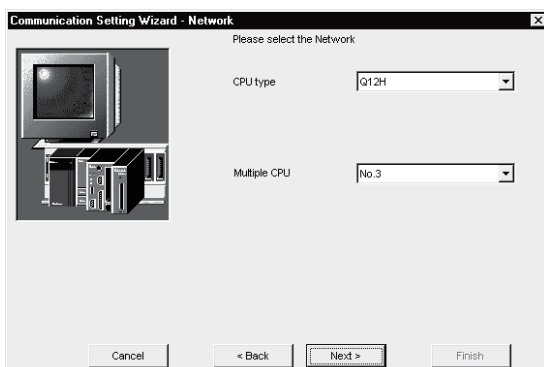 Communication Setting Wizard - Network
Please select the Network
CPU type
Q12H
Multiple CPU
No.3
Cancel
< Back
Next >
Finish